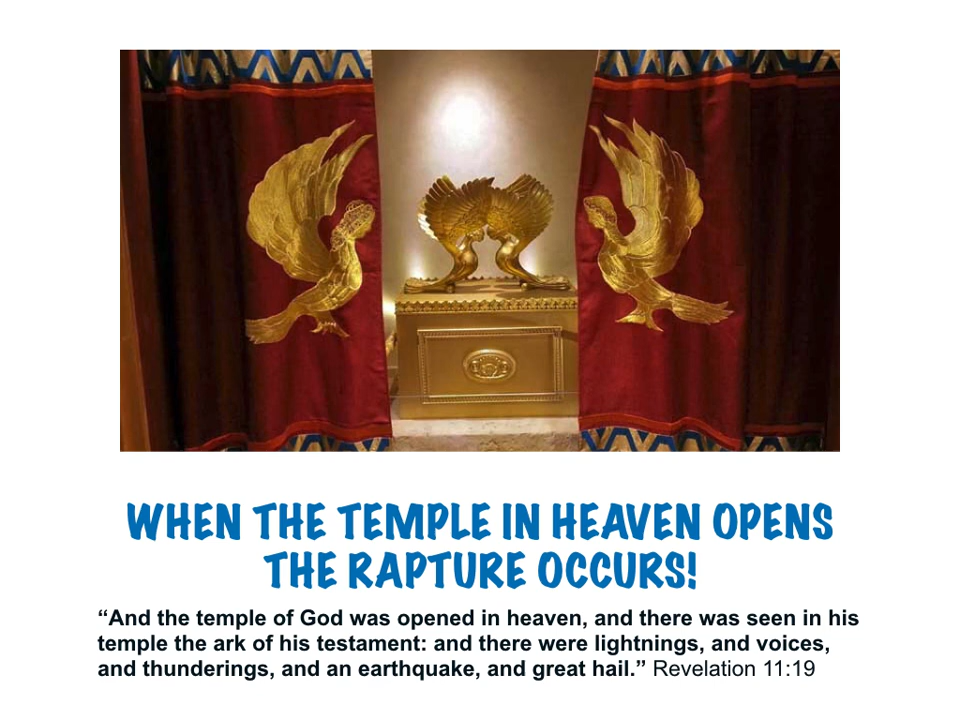 WHEN THE TEMPLE IN HEAVEN OPENS
THE RAPTURE OCCURS!
“And the temple of God was opened in heaven, and there was seen in his
temple the ark of his testament: and there were lightnings, and voices,
and thunderings, and an earthquake, and great hail.” Revelation 11:19